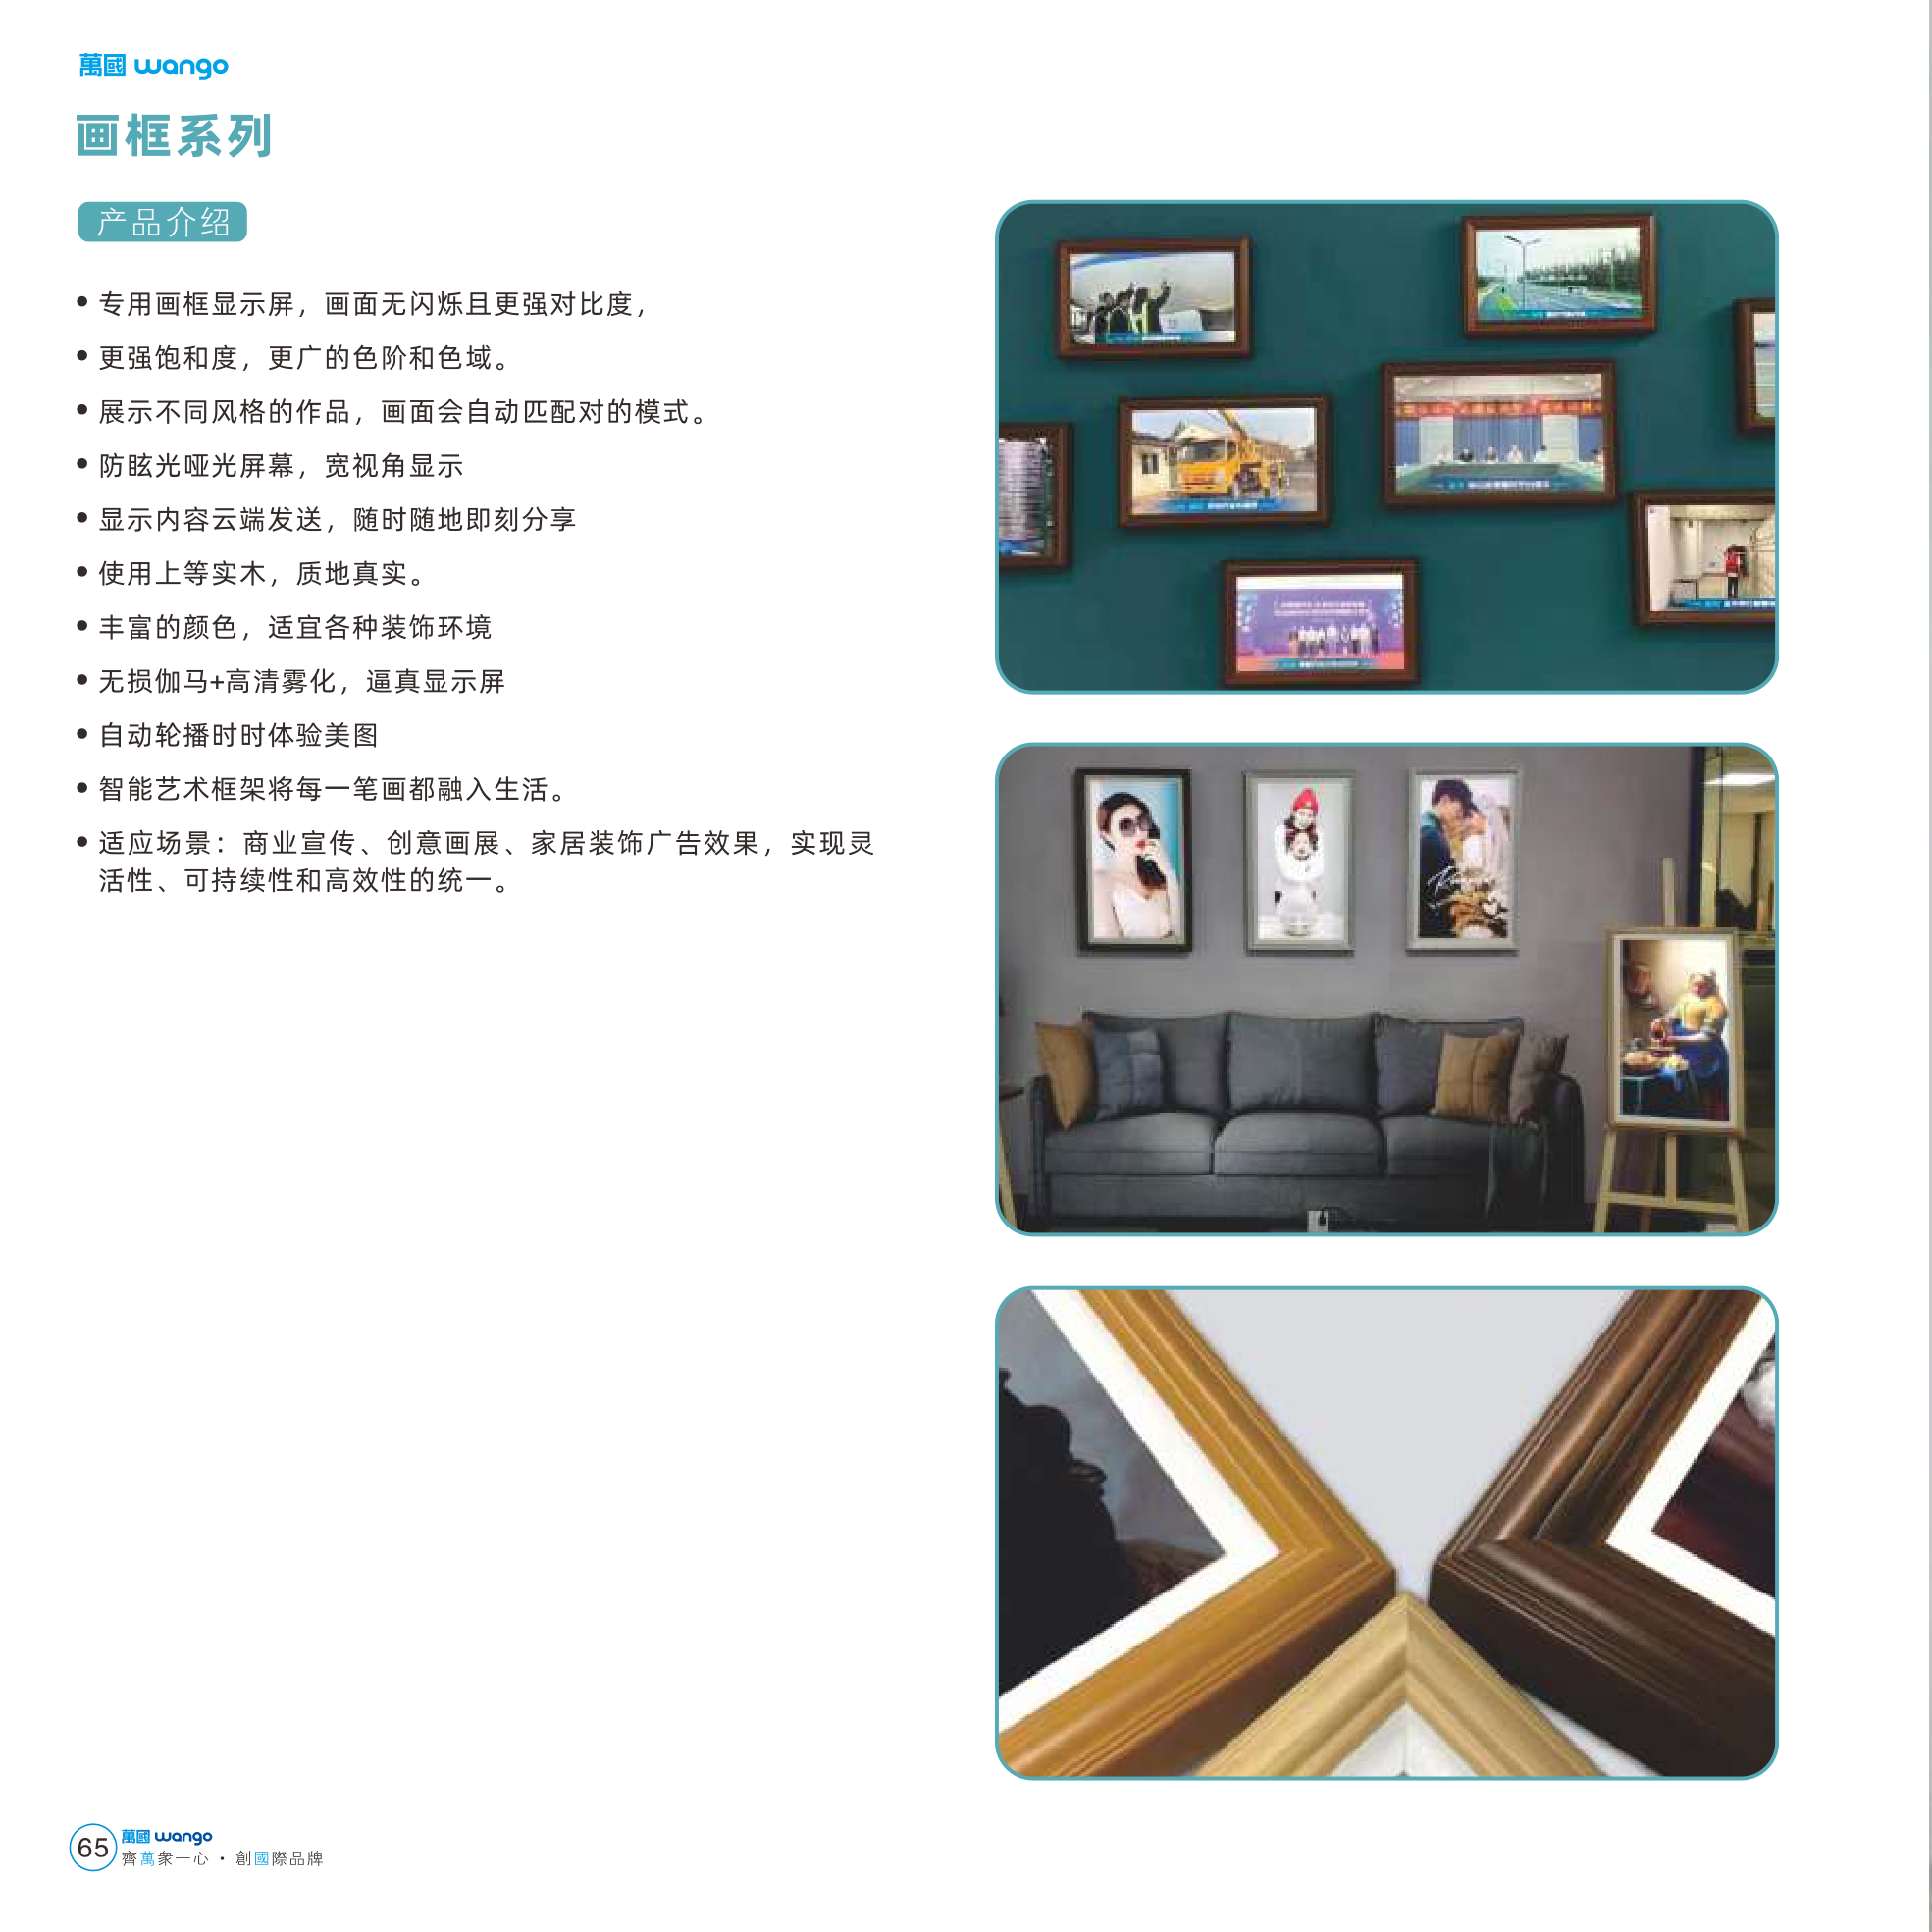 萬國 wango
画框系列
产品介绍
• 专用画框显示屏，画面无闪烁且更强对比度，
• 更强饱和度，更广的色阶和色域。
• 展示不同风格的作品，画面会自动匹配对的模式。
• 防眩光哑光屏幕，宽视角显示
• 显示内容云端发送，随时随地即刻分享
• 使用上等实木，质地真实。
• 丰富的颜色，适宜各种装饰环境
• 无损伽马+高清雾化，逼真显示屏
• 自动轮播时时体验美图
• 智能艺术框架将每一笔画都融入生活。
• 适应场景：商业宣传、创意画展、家居装饰广告效果，实现灵
活性、可持续性和高效性的统一。
65
萬國 wango
齊萬衆一心 · 創國際品牌